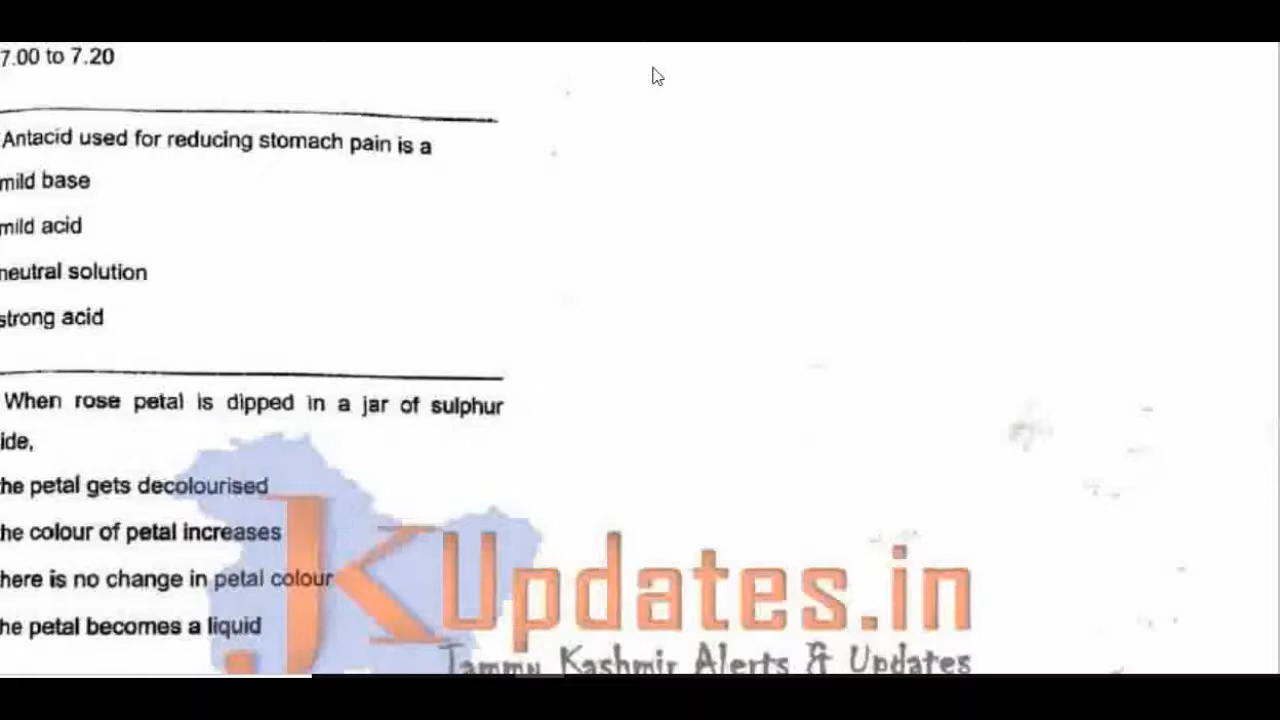 7.00 to 7.20
Antacid used for reducing stomach pain is a
mild base
mild acid
neutral solution
strong acid
When rose petal is dipped in a jar of sulphur
ide,
he petal gets decolourised
he colour of petal increases
here is no change in petal colour
he petal becomes a liquid
JKUpdates.in
Jammu Kashmir Alerts & Updates